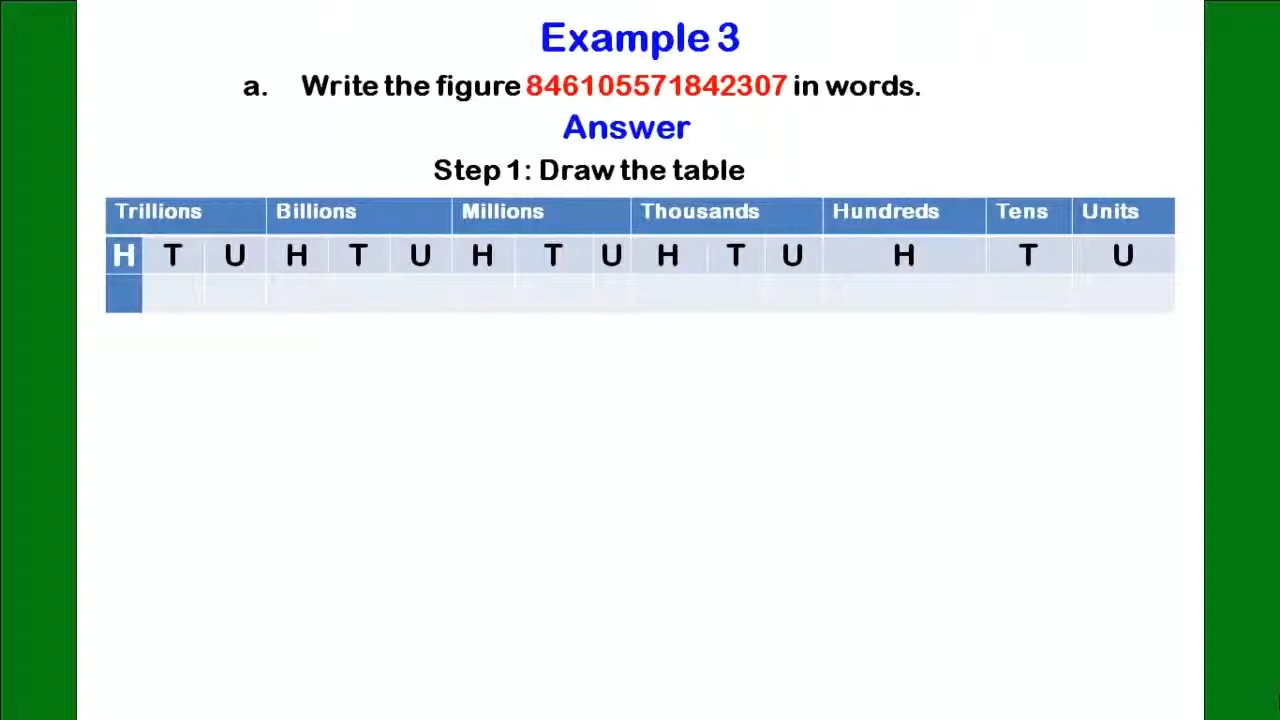 Example 3
a. Write the figure 846105571842307 in words.
Answer
Step 1: Draw the table
Trillions Billions Millions Thousands Hundreds Tens Units
H T U H T U H T U H T U H T U